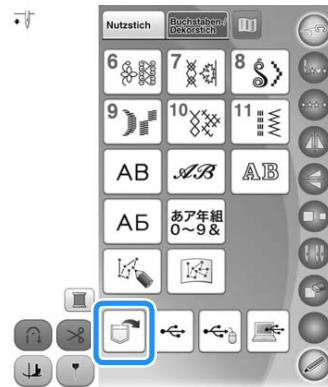 Nutzstich
Buchstaben-/
Dekorstich
6
7
8
9
10
11
AB
AB
AB
АБ
あア年組
0～9&